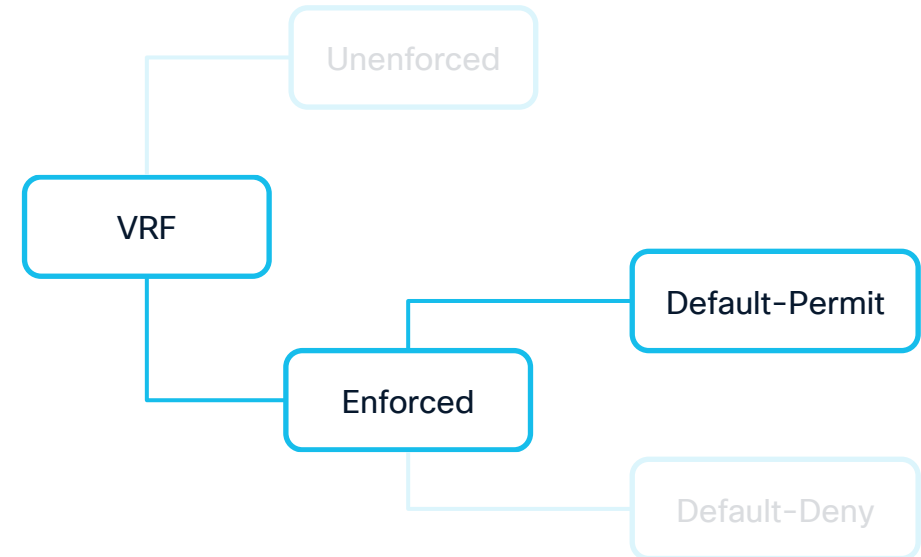 Unenforced
VRF
Default-Permit
Enforced
Default-Deny